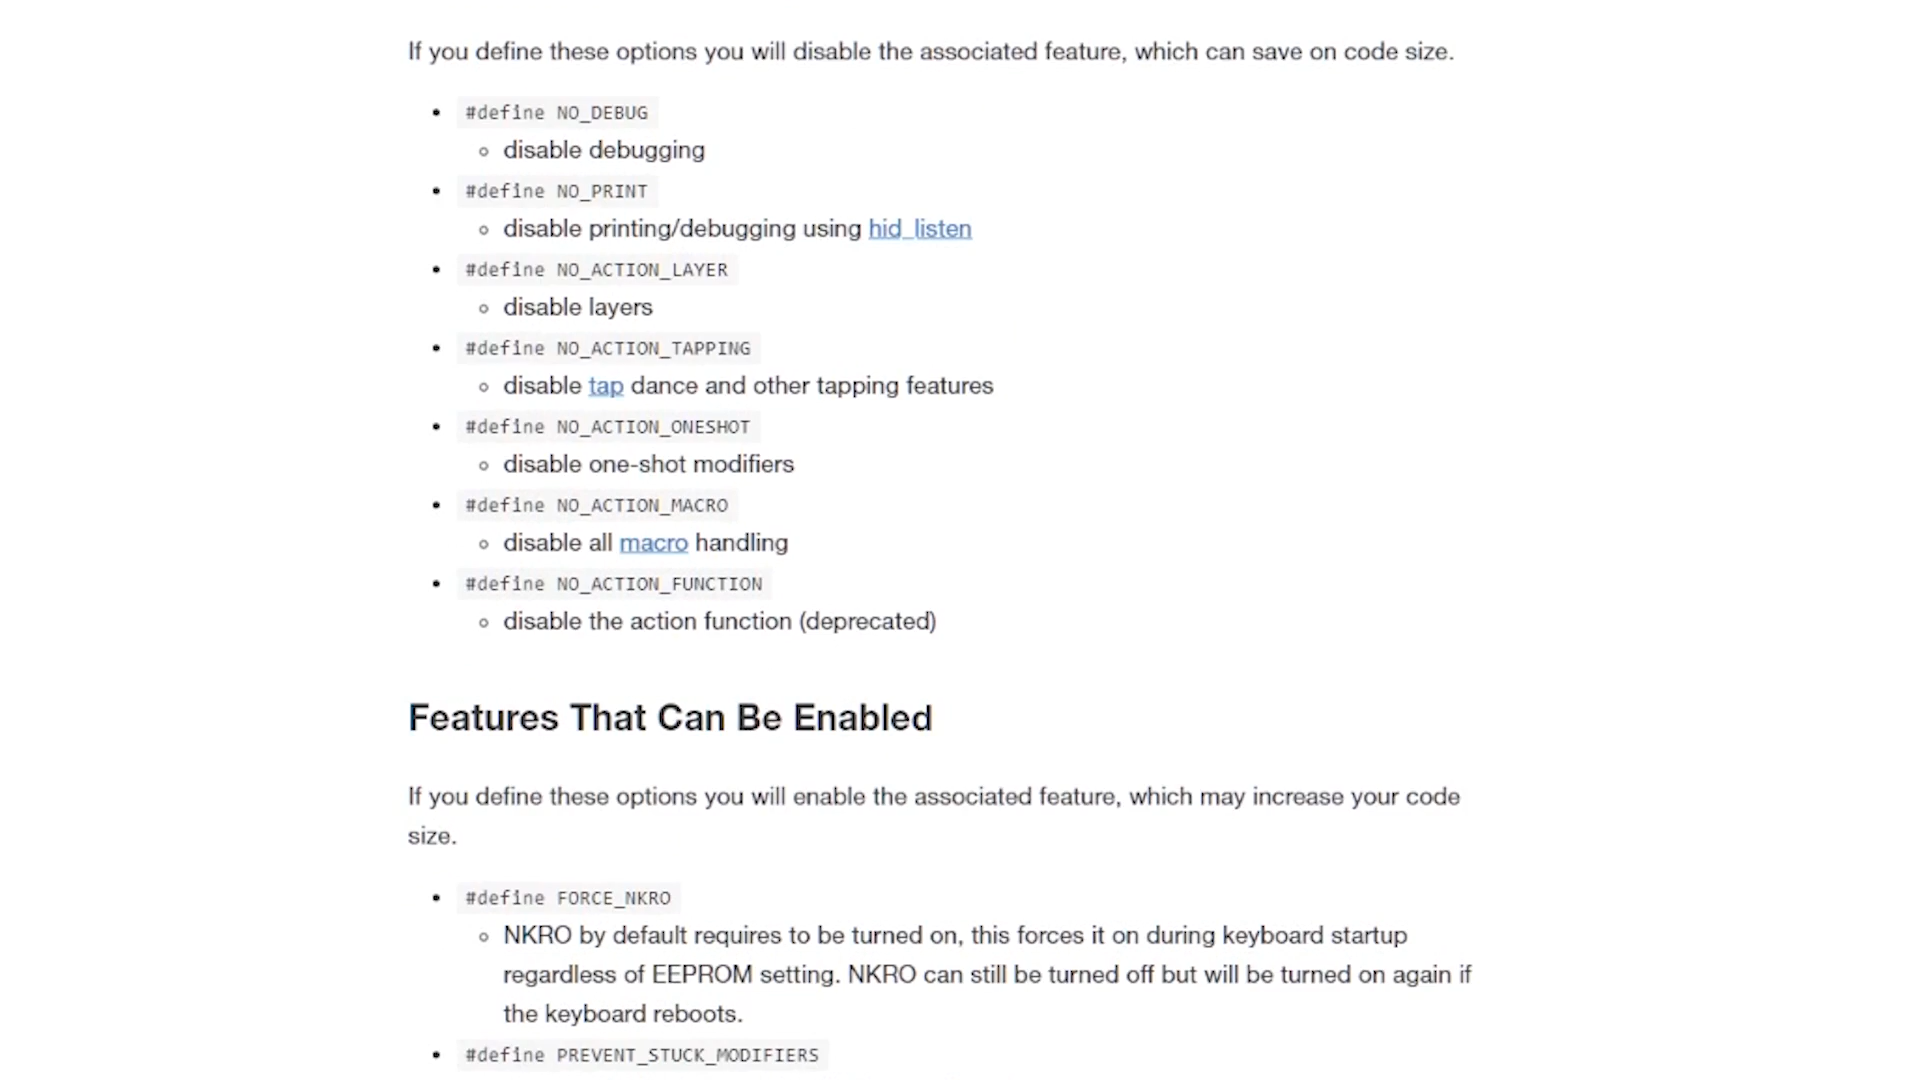 If you define these options you will disable the associated feature, which can save on code size.
#define NO_DEBUG
disable debugging
#define NO_PRINT
disable printing/debugging using hid_listen
#define NO_ACTION_LAYER
disable layers
#define NO_ACTION_TAPPING
disable tap dance and other tapping features
#define NO_ACTION_ONESHOT
disable one-shot modifiers
#define NO_ACTION_MACRO
disable all macro handling
#define NO_ACTION_FUNCTION
disable the action function (deprecated)
Features That Can Be Enabled
If you define these options you will enable the associated feature, which may increase your code
size.
#define FORCE_NKRO
NKRO by default requires to be turned on, this forces it on during keyboard startup
regardless of EEPROM setting. NKRO can still be turned off but will be turned on again if
the keyboard reboots.
#define PREVENT_STUCK_MODIFIERS